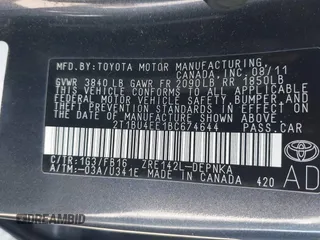 MFD.BY:TOYOTA MOTOR MANUFACTURING
CANADA,INC. 08/11
GVWR 3840LB GAWR FR 2090LB RR 1850LB
THIS VEHICLE CONFORMS TO ALL APPLICABLE
FEDERAL MOTOR VEHICLE SAFETY, BUMPER, AND
THEFT PREVENTION STANDARDS IN EFFECT ON
THE DATE OF MANUFACTURE SHOWN ABOVE.
2T1BU4EE1BC674644 PASS.CAR
C/TR:1G3/FB16 ZRE142L-DEPNKA
A/TM:-03A/U341E MADE IN CANADA 420
AD
DREAMBID